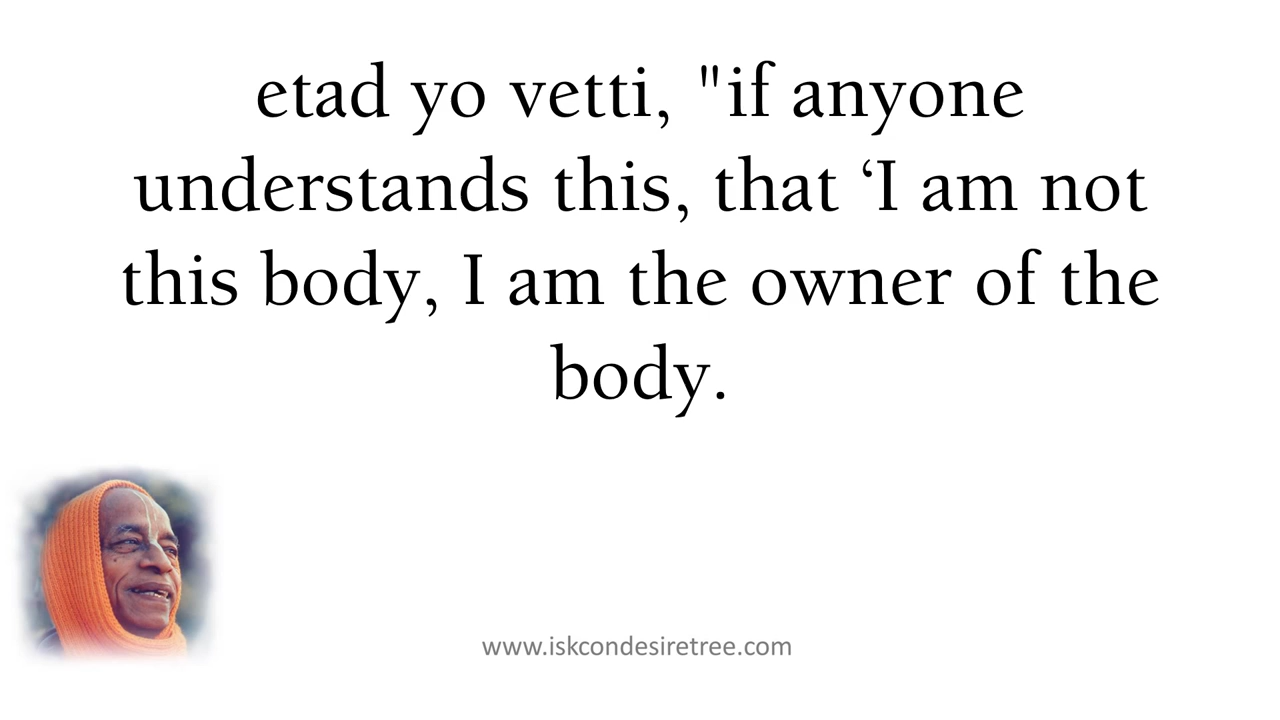 etad yo vetti, "if anyone
understands this, that ‘I am not
this body, I am the owner of the
body.
www.iskcondesiretree.com